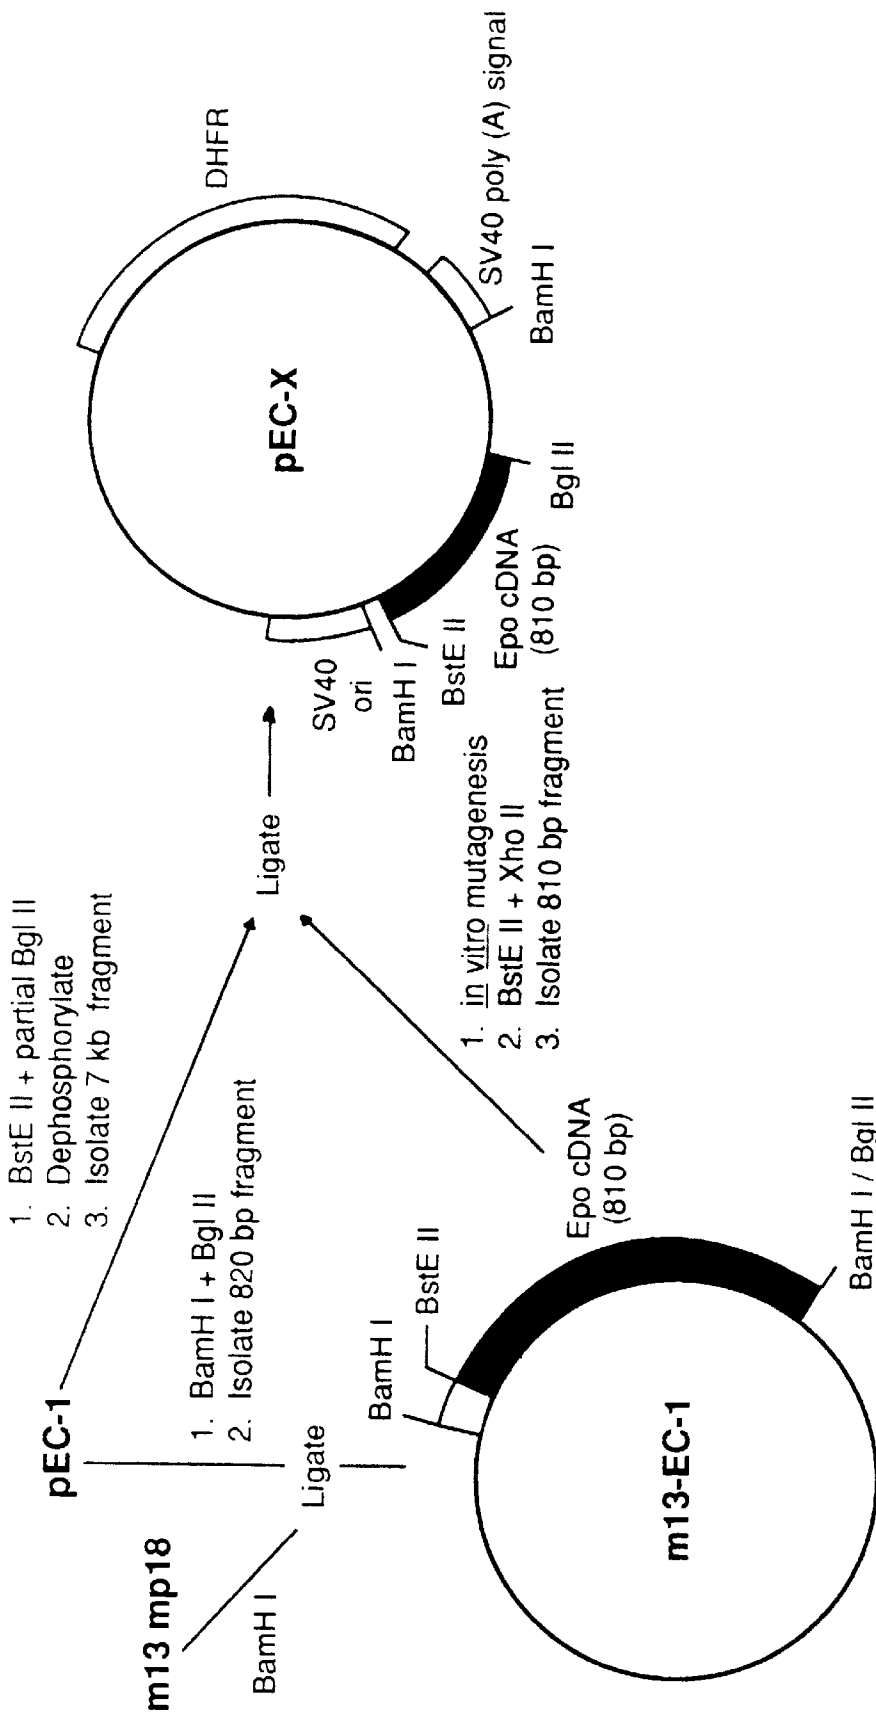 m13 mp18
BamH I
pEC-1
1. BstE II + partial Bgl II
2. Dephosphorylate
3. Isolate 7 kb fragment
1. BamH I + Bgl II
2. Isolate 820 bp fragment
Ligate
Ligate
BamH I
BstE II
Epo cDNA
(810 bp)
BamH I / Bgl II
m13-EC-1
1. in vitro mutagenesis
2. BstE II + Xho II
3. Isolate 810 bp fragment
DHFR
pEC-X
SV40
ori
BamH I
BstE II
Epo cDNA
(810 bp)
Bgl II
BamH I
SV40 poly (A) signal